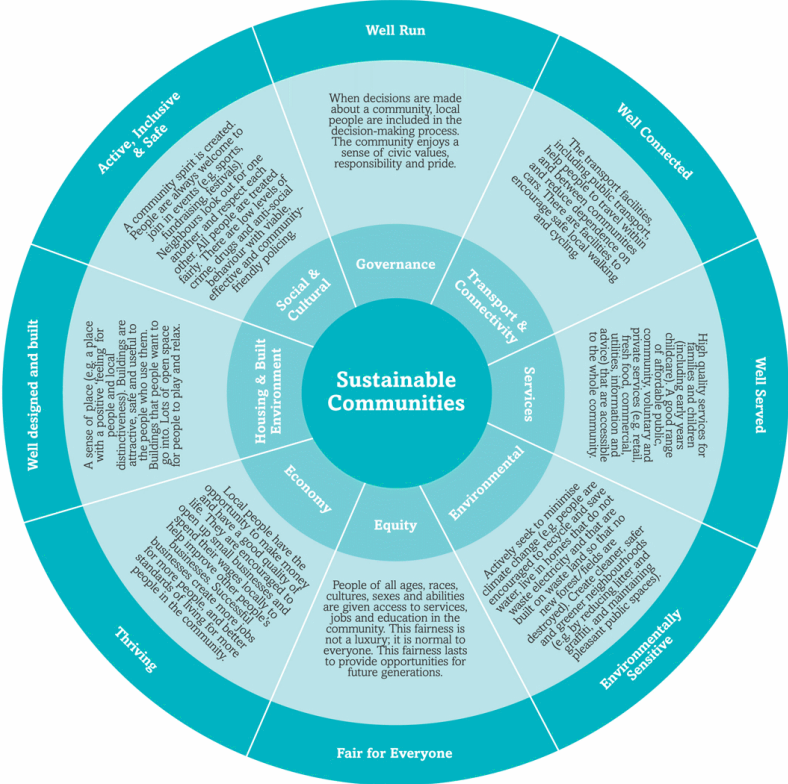 Well Run
When decisions are made
about a community, local
people are included in the
decision-making process.
The community enjoys a
sense of civic values,
responsibility and pride.
Governance
Well Connected
The transport facilities,
including public transport,
help people to travel within
and between communities
and reduce dependence on
cars. There are facilities to
encourage safe local walking
and cycling.
Transport &
Connectivity
Well Served
High quality services for
families and children
(including early years
childcare). A good range
of affordable public,
community, voluntary and
private services (e.g. retail,
fresh food, commercial,
utilities, information and
advice) that are accessible
to the whole community.
Services
Environmentally
Sensitive
Actively seek to minimise
climate change (e.g. people are
encouraged to recycle and save
water, live in homes that do not
waste electricity and that are
built on waste land so that no
new forest/fields are
destroyed). Create cleaner, safer
and greener neighbourhoods
(e.g. by reducing litter and
graffiti, and maintaining
pleasant public spaces).
Environmental
Fair for Everyone
People of all ages, races,
cultures, sexes and abilities
are given access to services,
jobs and education in the
community. This fairness is
not a luxury; it is normal to
everyone. This fairness lasts
to provide opportunities for
future generations.
Equity
Thriving
Local people have the
opportunity to make money
and have a good quality of
life. They are encouraged to
open up small businesses and
spend their wages locally to
help improve other people's
businesses. Successful
businesses create more jobs
for more people, and better
standards of living for more
people in the community.
Economy
Well designed and built
A sense of place (e.g. a place
with a positive 'feeling' for
people and local
distinctiveness). Buildings are
attractive, safe and useful to
the people who use them.
Buildings that people want to
go into. Lots of open space
for people to play and relax.
Housing & Built
Environment
Active, Inclusive
& Safe
A community spirit is created.
People are always welcome to
join in events (e.g. sports,
fundraising, festivals).
Neighbours look out for one
another and respect each
other. All people are treated
fairly. There are low levels of
crime, drugs and anti-social
behaviour with viable,
effective and community-
friendly policing.
Social &
Cultural
Sustainable
Communities